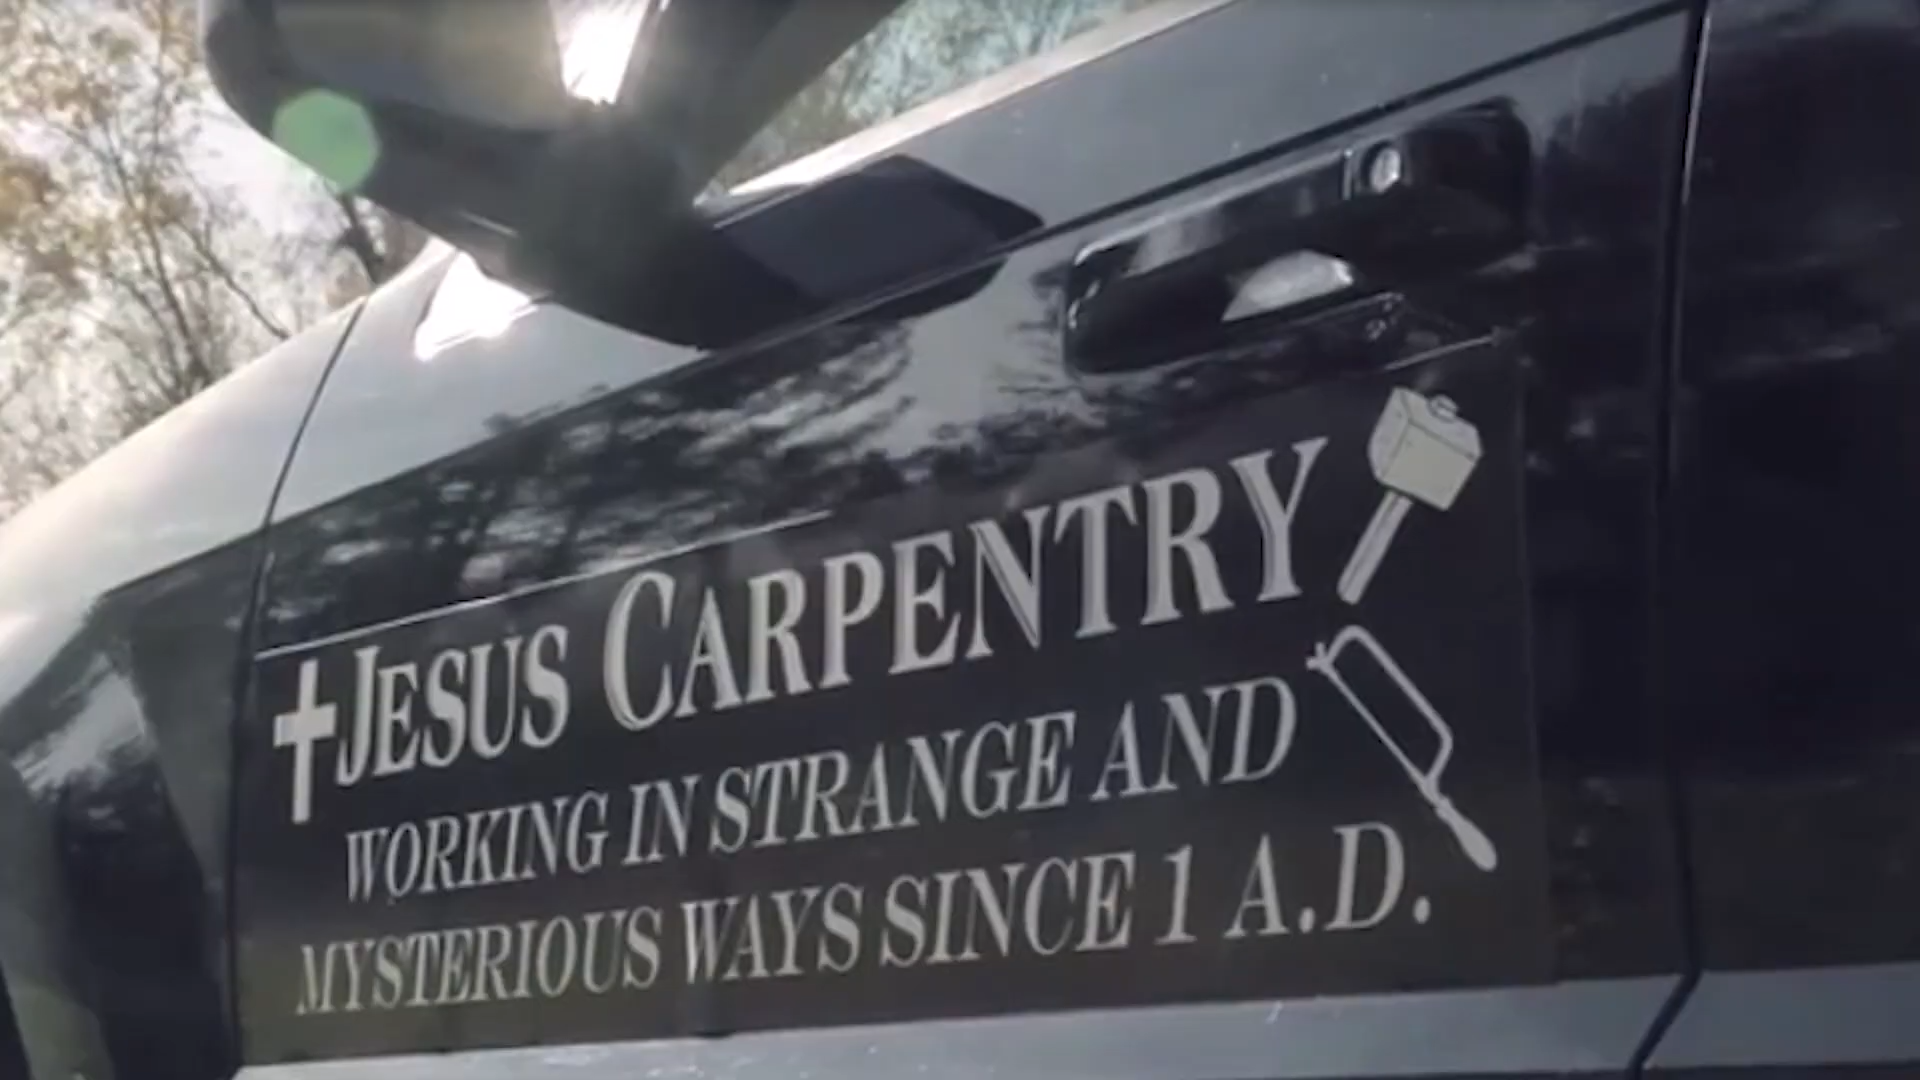 JESUS CARPENTRY
WORKING IN STRANGE AND
MYSTERIOUS WAYS SINCE 1 A.D.